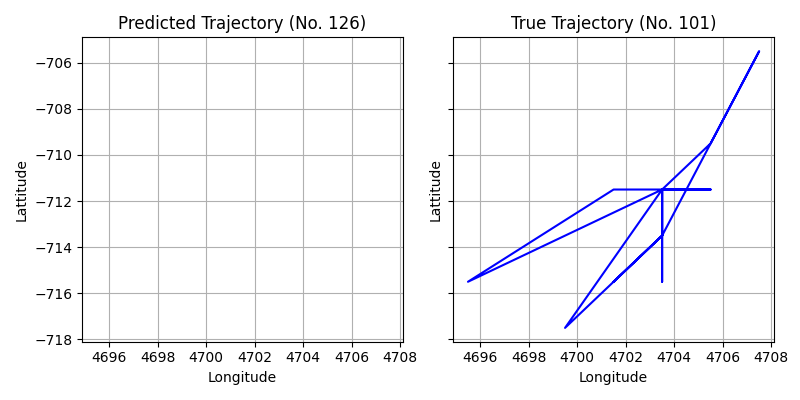 Predicted Trajectory (No. 126)
True Trajectory (No. 101)
−706
−708
−710
−712
−714
−716
−718
Lattitude
Lattitude
4696 4698 4700 4702 4704 4706 4708
4696 4698 4700 4702 4704 4706 4708
Longitude
Longitude